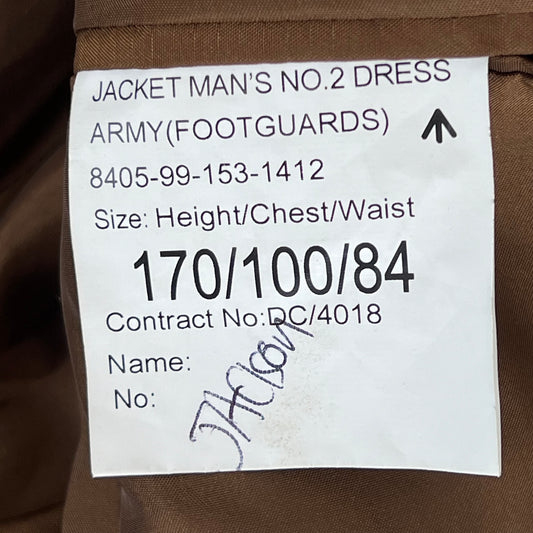 JACKET MAN'S NO.2 DRESS
ARMY(FOOTGUARDS)
8405-99-153-1412
Size: Height/Chest/Waist
170/100/84
Contract No:DC/4018
Name:
No:
JACKSON